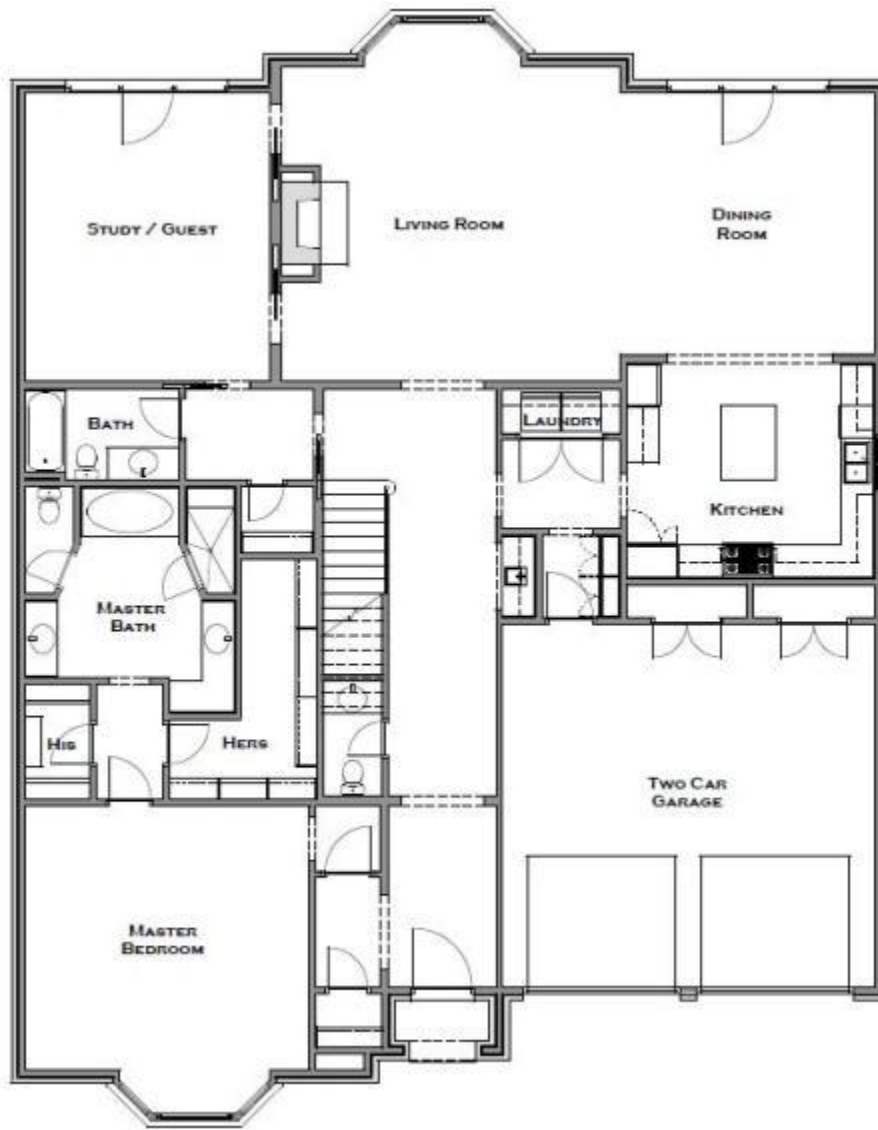 STUDY / GUEST
LIVING ROOM
DINING
ROOM
BATH
LAUNDRY
KITCHEN
MASTER
BATH
HIS
HERS
TWO CAR
GARAGE
MASTER
BEDROOM